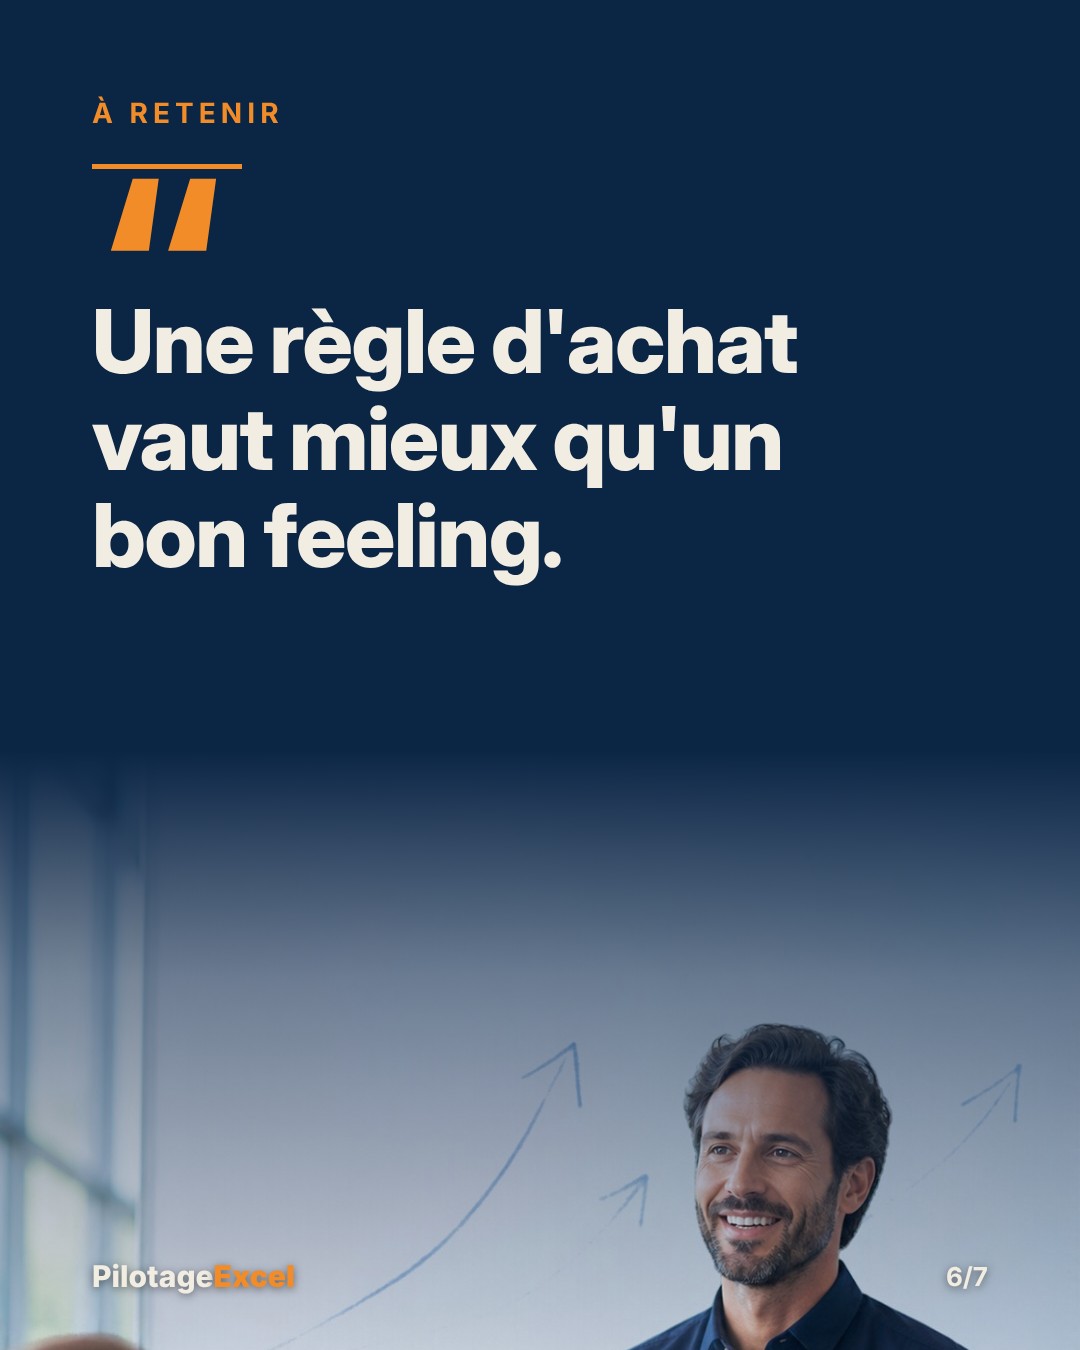 À RETENIR
"
Une règle d'achat
vaut mieux qu'un
bon feeling.
PilotageExcel
6/7